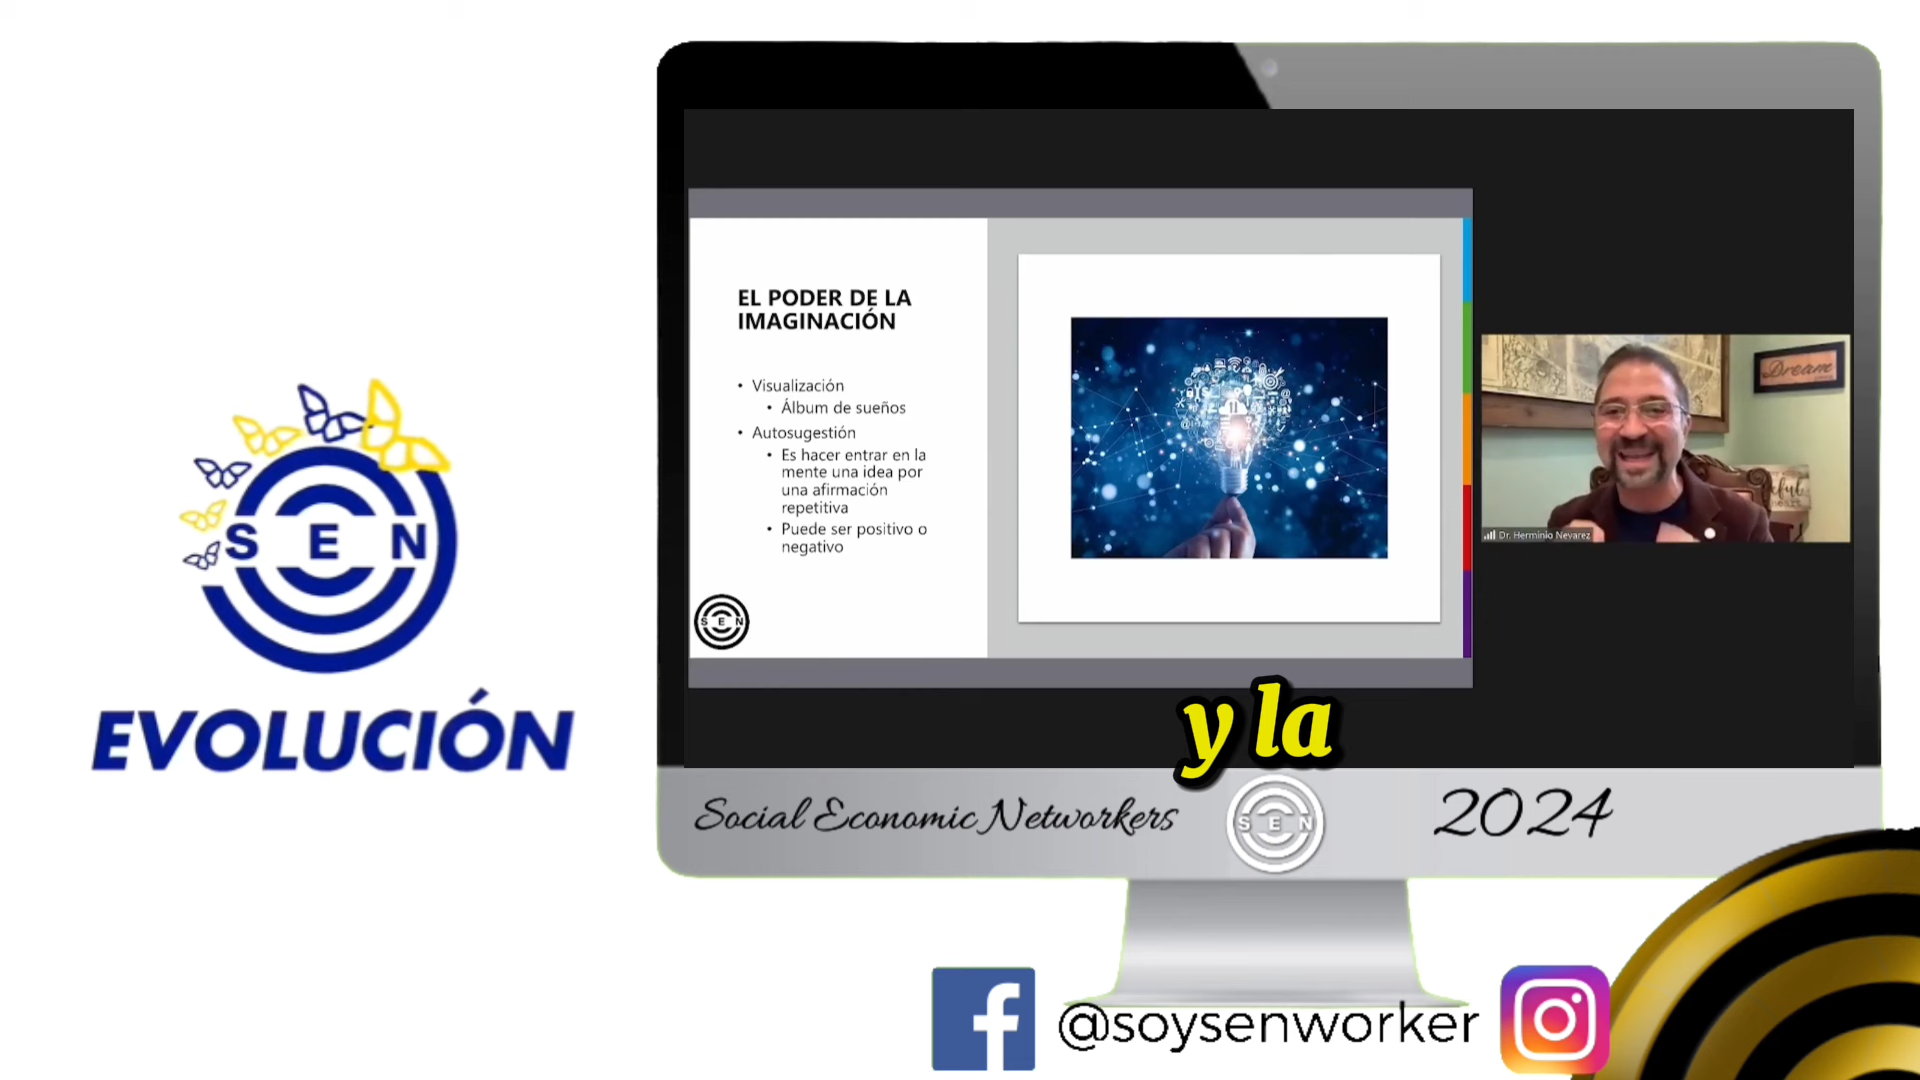 S E N
EVOLUCIÓN
EL PODER DE LA
IMAGINACIÓN
• Visualización
• Álbum de sueños
• Autosugestión
• Es hacer entrar en la
mente una idea por
una afirmación
repetitiva
• Puede ser positivo o
negativo
S E N
Dream
Dr. Herminio Nevarez
y la
Social Economic Networkers
S E N
2024
@soysenworker